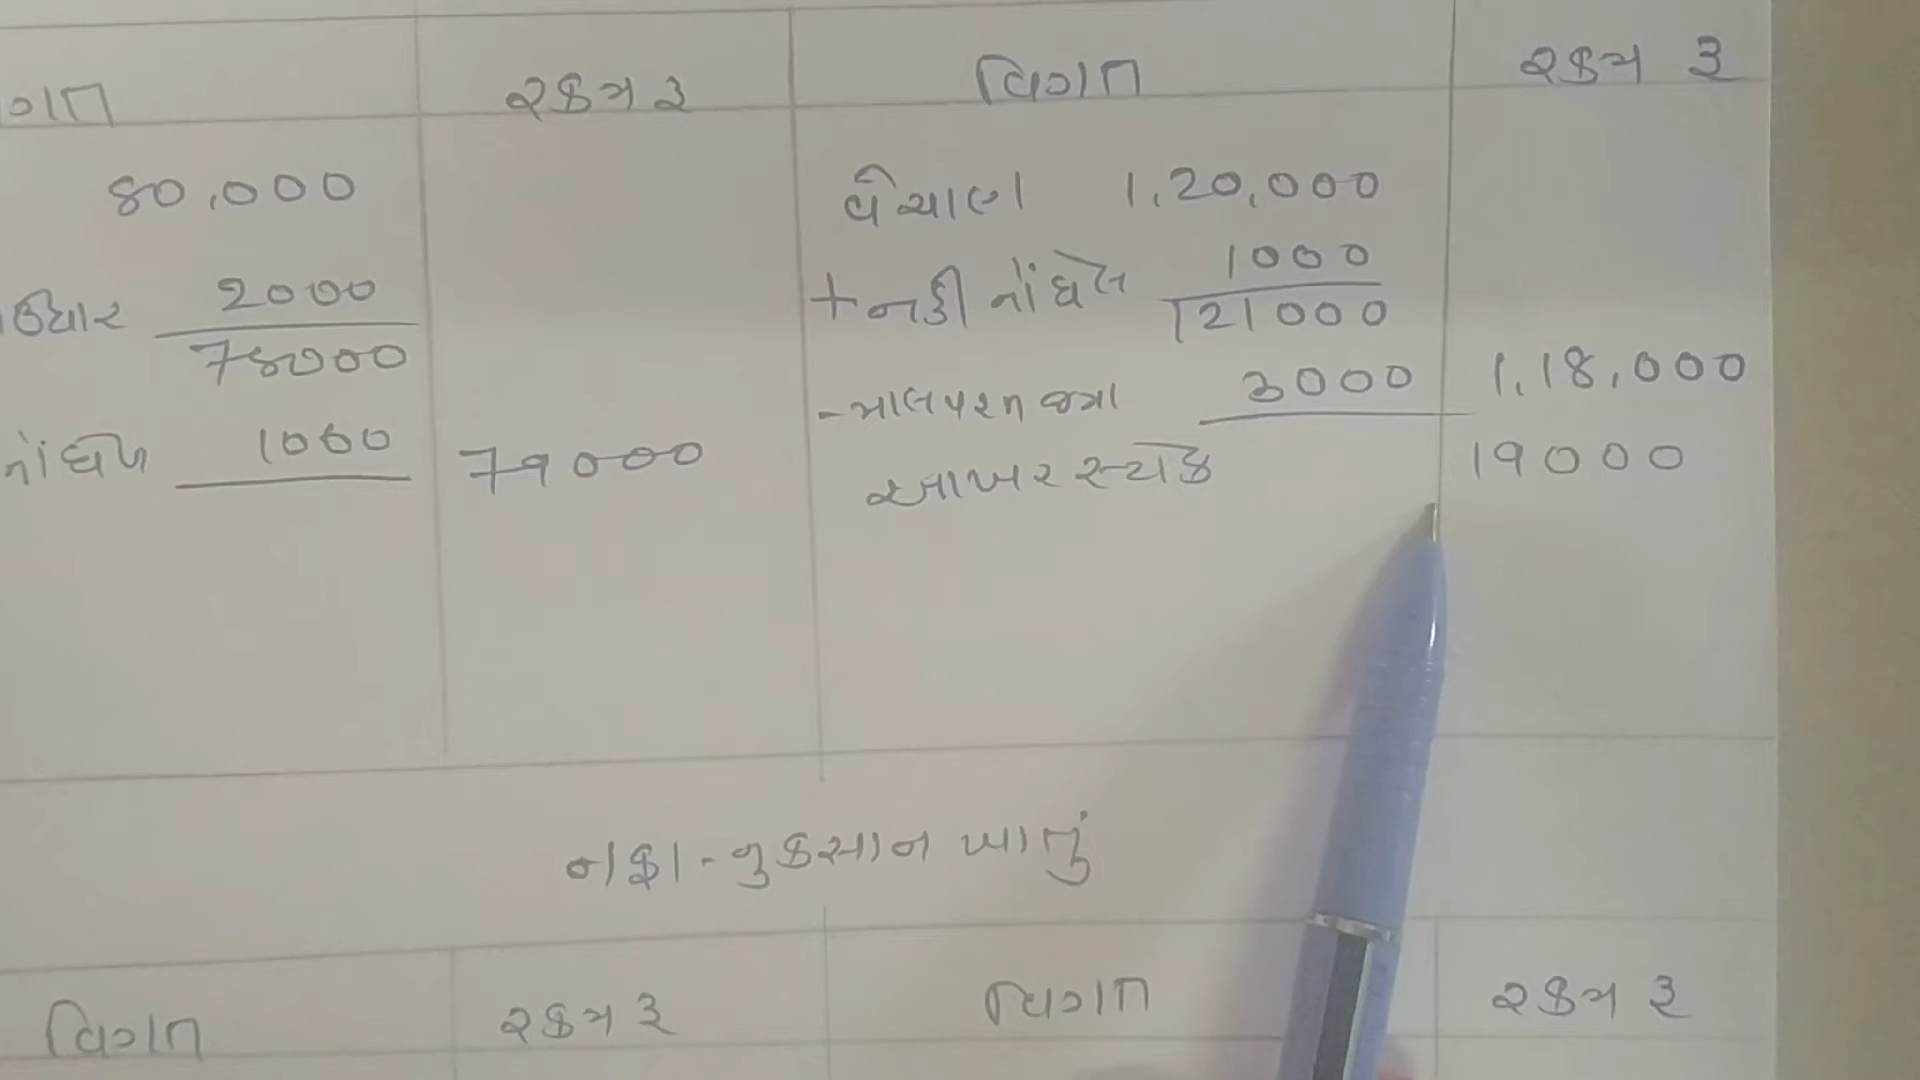 ગત રકમ રૂ વિગત રકમ રૂ
80,000 વેચાણ 1,20,000
+ નહીં નોંધેલ 1000
ઉધાર 2000 121000
78000 - માલપરત જમા 3000 1,18,000
નોંધેલ 1000 79000 આખર સ્ટોક 19000
નફા-નુકસાન ખાતું
વિગત રકમ રૂ વિગત રકમ રૂ